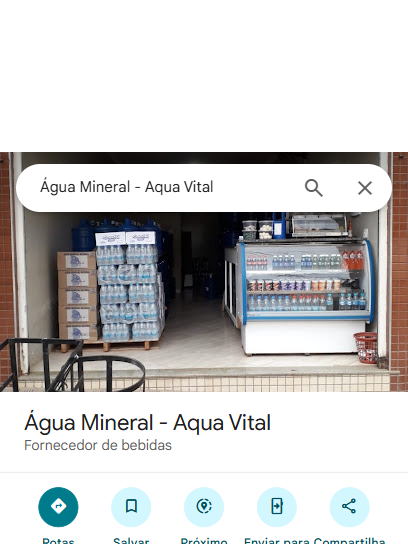 Água Mineral - Aqua Vital
Água Mineral - Aqua Vital
Fornecedor de bebidas
Rotas
Salvar
Próximo
Enviar para
Compartilha